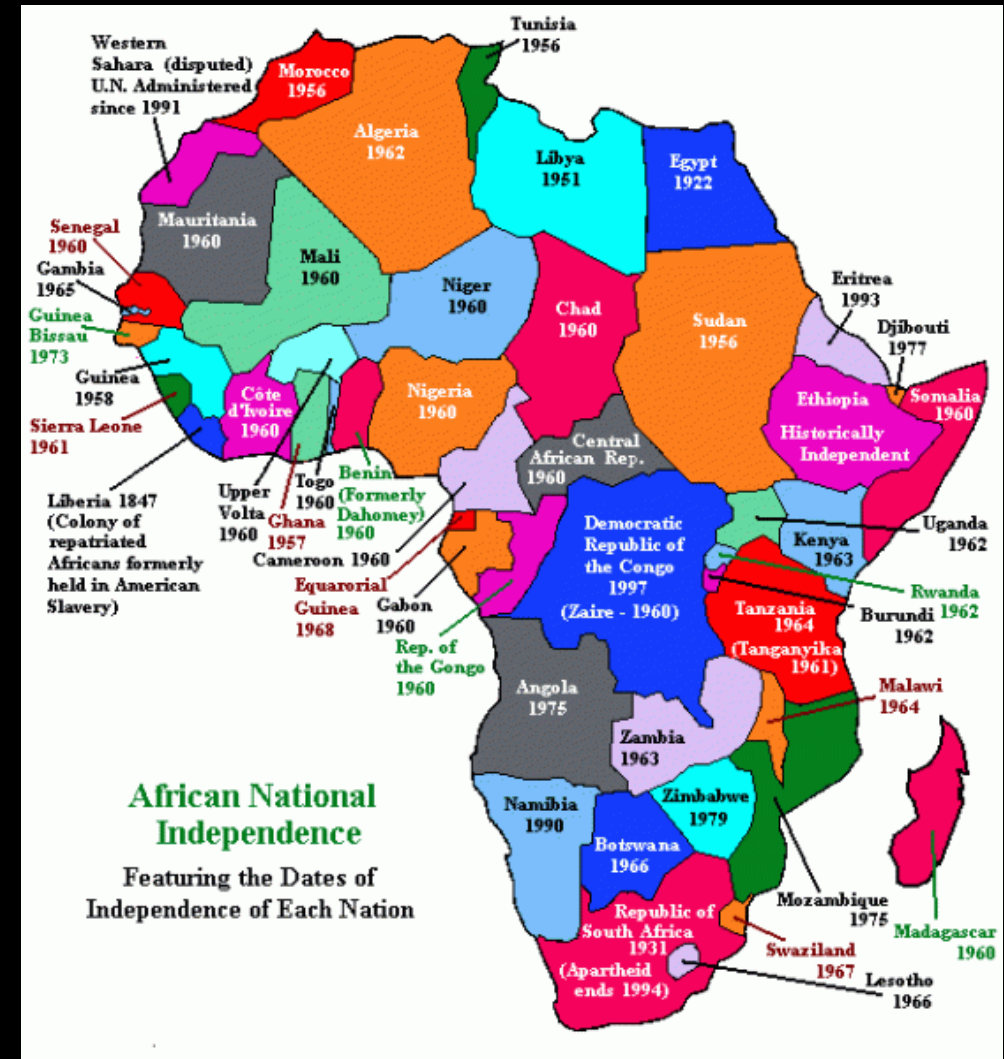 Tunisia
1956
Western
Sahara (disputed)
U.N. Administered
since 1991
Morocco
1956
Algeria
1962
Libya
1951
Egypt
1922
Mauritania
1960
Senegal
1960
Gambia
1965
Guinea
Bissau
1973
Guinea
1958
Sierra Leone
1961
Mali
1960
Niger
1960
Chad
1960
Sudan
1956
Eritrea
1993
Djibouti
1977
Somalia
1960
Ethiopia
Historically
Independent
Côte
d'Ivoire
1960
Nigeria
1960
Central
African Rep.
1960
Liberia 1847
(Colony of
repatriated
Africans formerly
held in American
Slavery)
Upper
Volta
1960
Ghana
1957
Togo
1960
Benin
(Formerly
Dahomey)
1960
Cameroon 1960
Equarorial
Guinea
1968
Gabon
1960
Rep. of
the Gongo
1960
Democratic
Republic of
the Congo
1997
(Zaire - 1960)
Uganda
1962
Kenya
1963
Rwanda
1962
Burundi
1962
Tanzania
1964
(Tanganyika
1961)
Malawi
1964
Angola
1975
Zambia
1963
Zimbabwe
1979
Namibia
1990
Botswana
1966
Mozambique
1975
Madagascar
1960
Republic of
South Africa
1931
(Apartheid
ends 1994)
Swaziland
1967
Lesotho
1966
African National
Independence
Featuring the Dates of
Independence of Each Nation